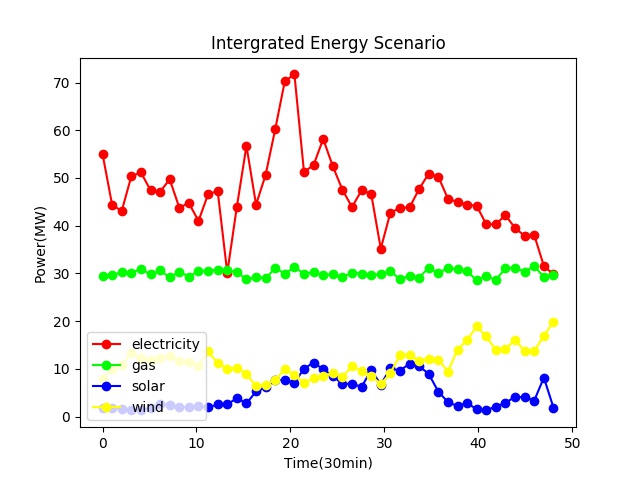 Intergrated Energy Scenario
Power(MW)
70
60
50
40
30
20
10
0
electricity
gas
solar
wind
0 10 20 30 40 50
Time(30min)